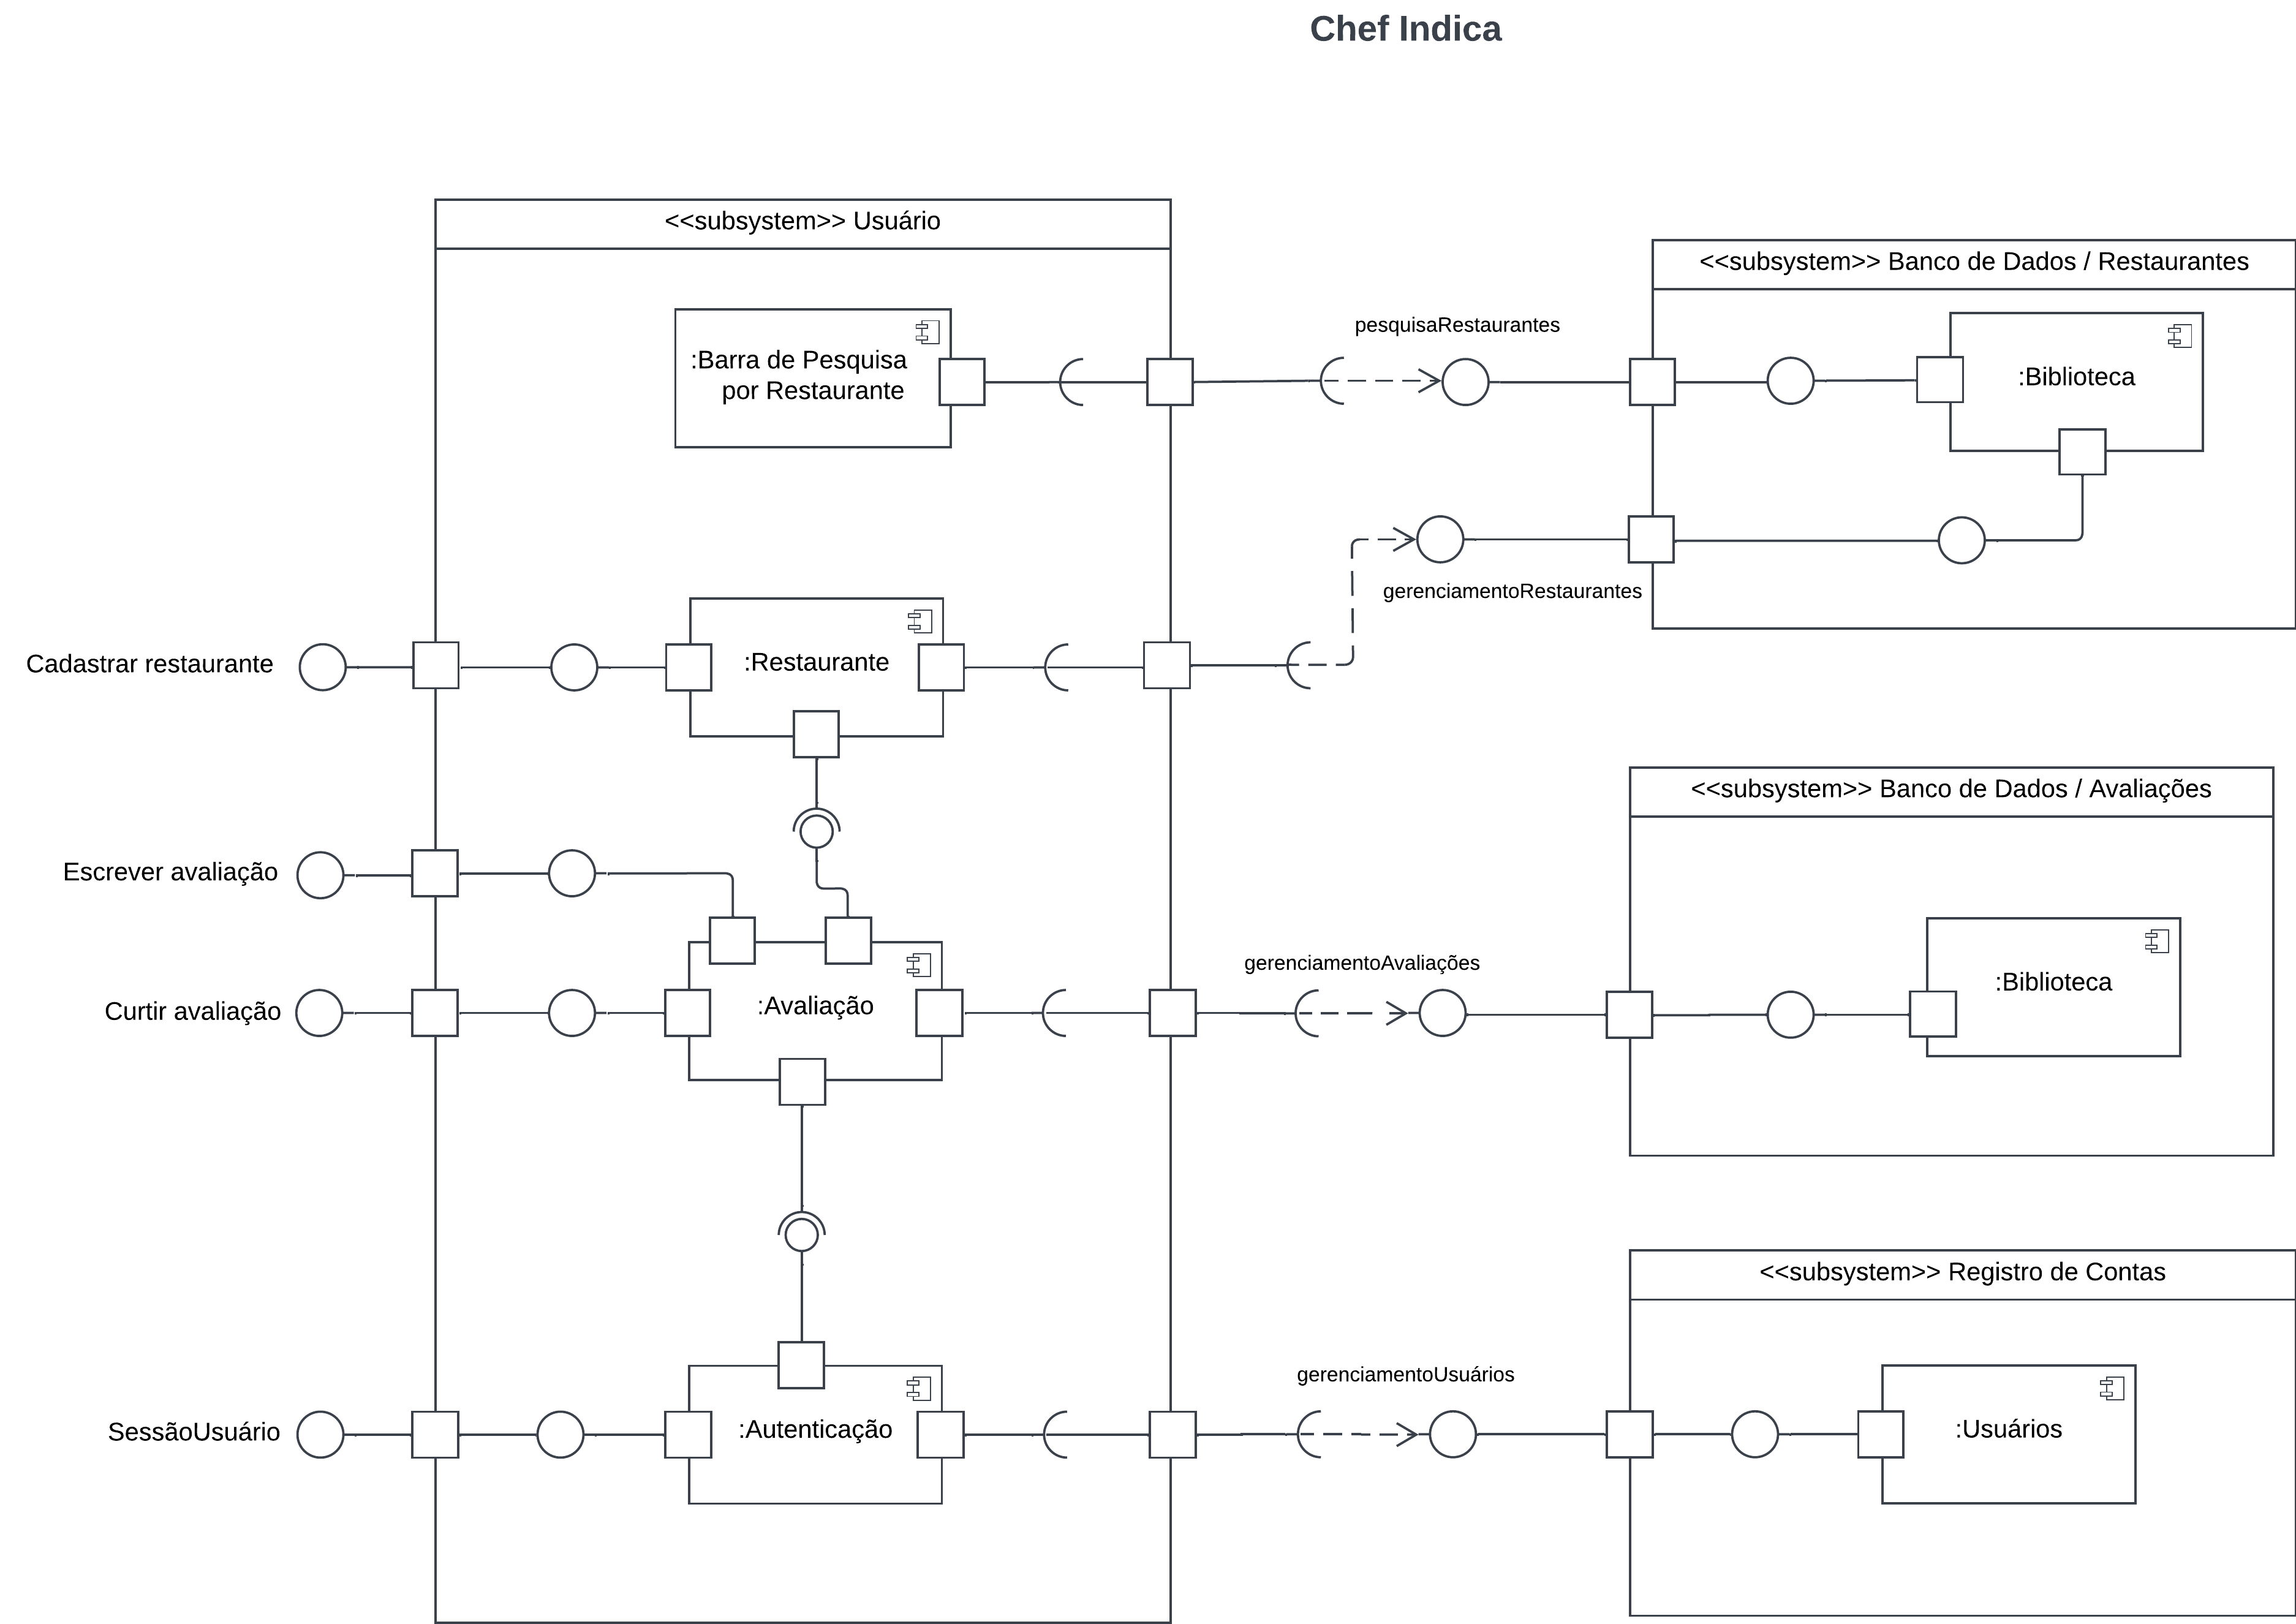 Chef Indica
<<subsystem>> Usuário
<<subsystem>> Banco de Dados / Restaurantes
pesquisaRestaurantes
:Barra de Pesquisa
por Restaurante
:Biblioteca
gerenciamentoRestaurantes
Cadastrar restaurante
:Restaurante
<<subsystem>> Banco de Dados / Avaliações
Escrever avaliação
gerenciamentoAvaliações
:Biblioteca
Curtir avaliação
:Avaliação
<<subsystem>> Registro de Contas
gerenciamentoUsuários
SessãoUsuário
:Autenticação
:Usuários